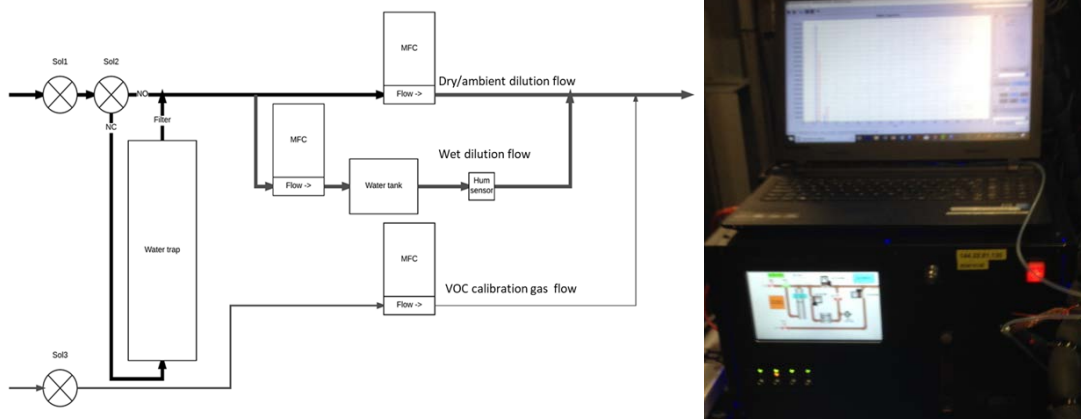 MFC
Sol1
Sol2
Dry/ambient dilution flow
NO
Flow ->
NC
Filter
MFC
Wet dilution flow
Flow ->
Water tank
Hum
sensor
Water trap
MFC
VOC calibration gas flow
Flow ->
Sol3